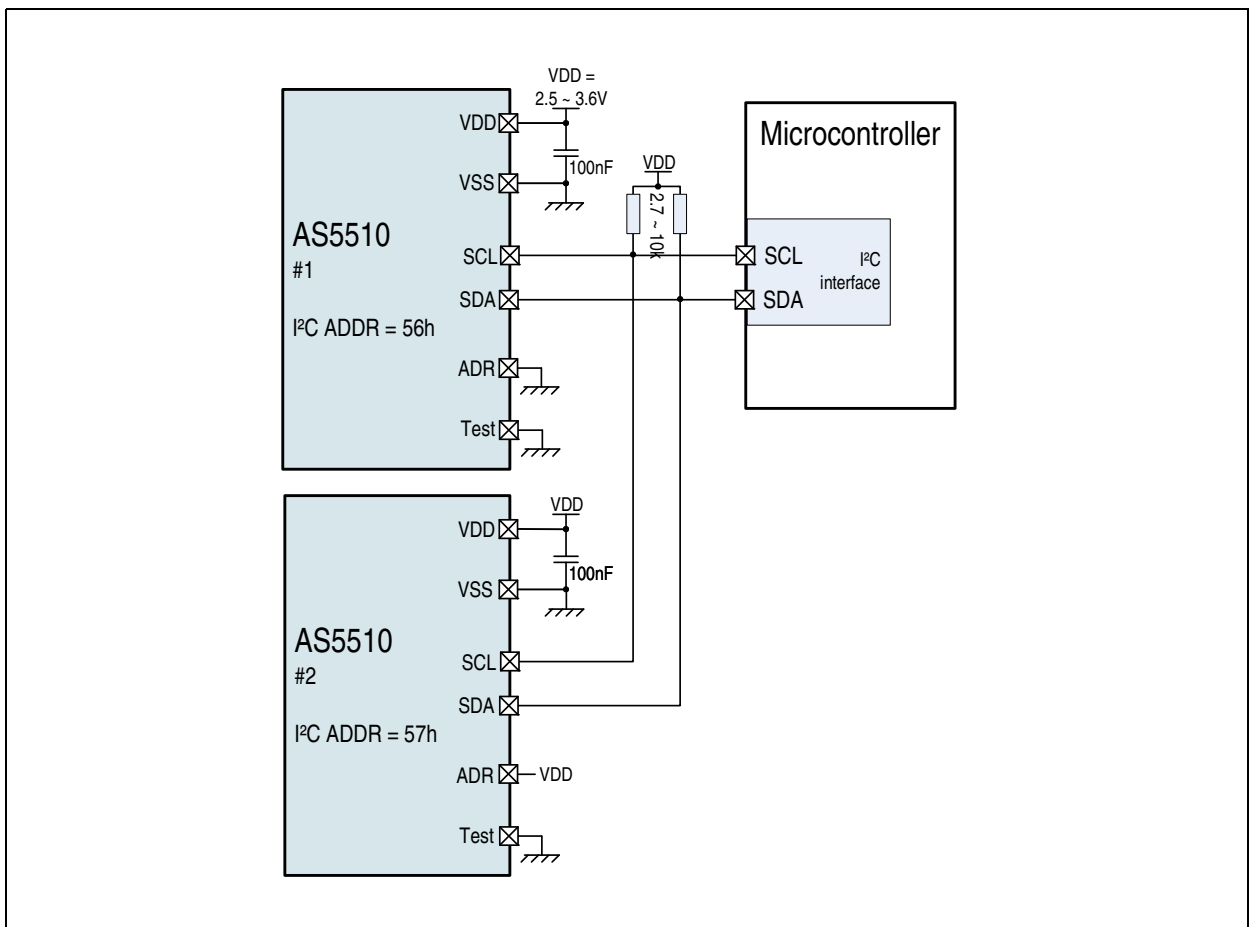 VDD =
2.5 ~ 3.6V
VDD
100nF
VSS
AS5510
#1
SCL
SDA
I²C ADDR = 56h
ADR
Test
VDD
2.7 ~ 10k
Microcontroller
SCL
I²C
interface
SDA
VDD
VDD
100nF
VSS
AS5510
#2
SCL
SDA
I²C ADDR = 57h
ADR
VDD
Test